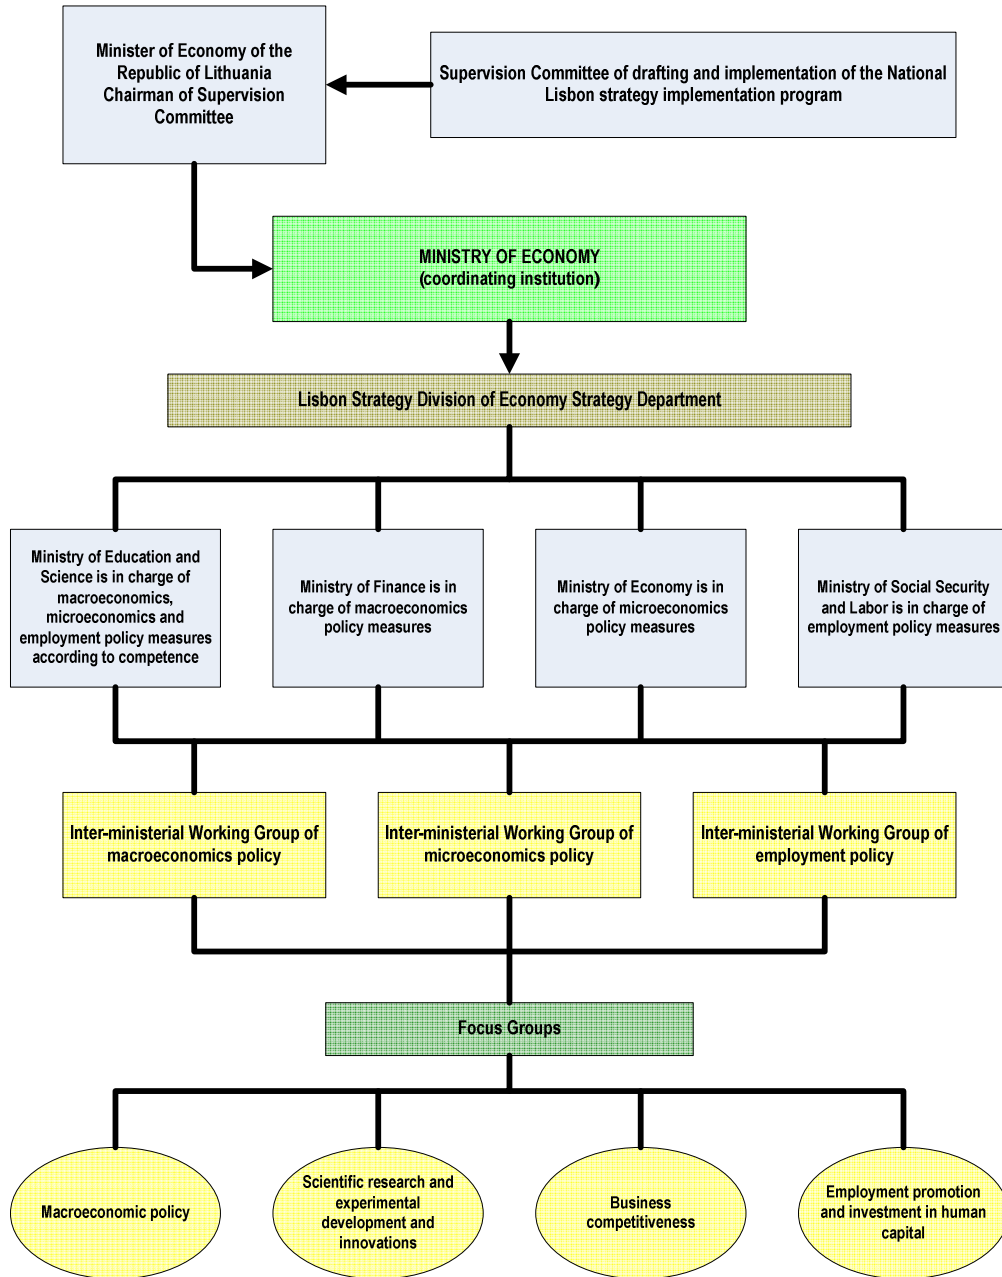 Minister of Economy of the
Republic of Lithuania
Chairman of Supervision
Committee
Supervision Committee of drafting and implementation of the National
Lisbon strategy implementation program
MINISTRY OF ECONOMY
(coordinating institution)
Lisbon Strategy Division of Economy Strategy Department
Ministry of Education and
Science is in charge of
macroeconomics,
microeconomics and
employment policy measures
according to competence
Ministry of Finance is in
charge of macroeconomics
policy measures
Ministry of Economy is in
charge of microeconomics
policy measures
Ministry of Social Security
and Labor is in charge of
employment policy measures
Inter-ministerial Working Group of
macroeconomics policy
Inter-ministerial Working Group of
microeconomics policy
Inter-ministerial Working Group of
employment policy
Focus Groups
Macroeconomic policy
Scientific research and
experimental
development and
innovations
Business
competitiveness
Employment promotion
and investment in human
capital